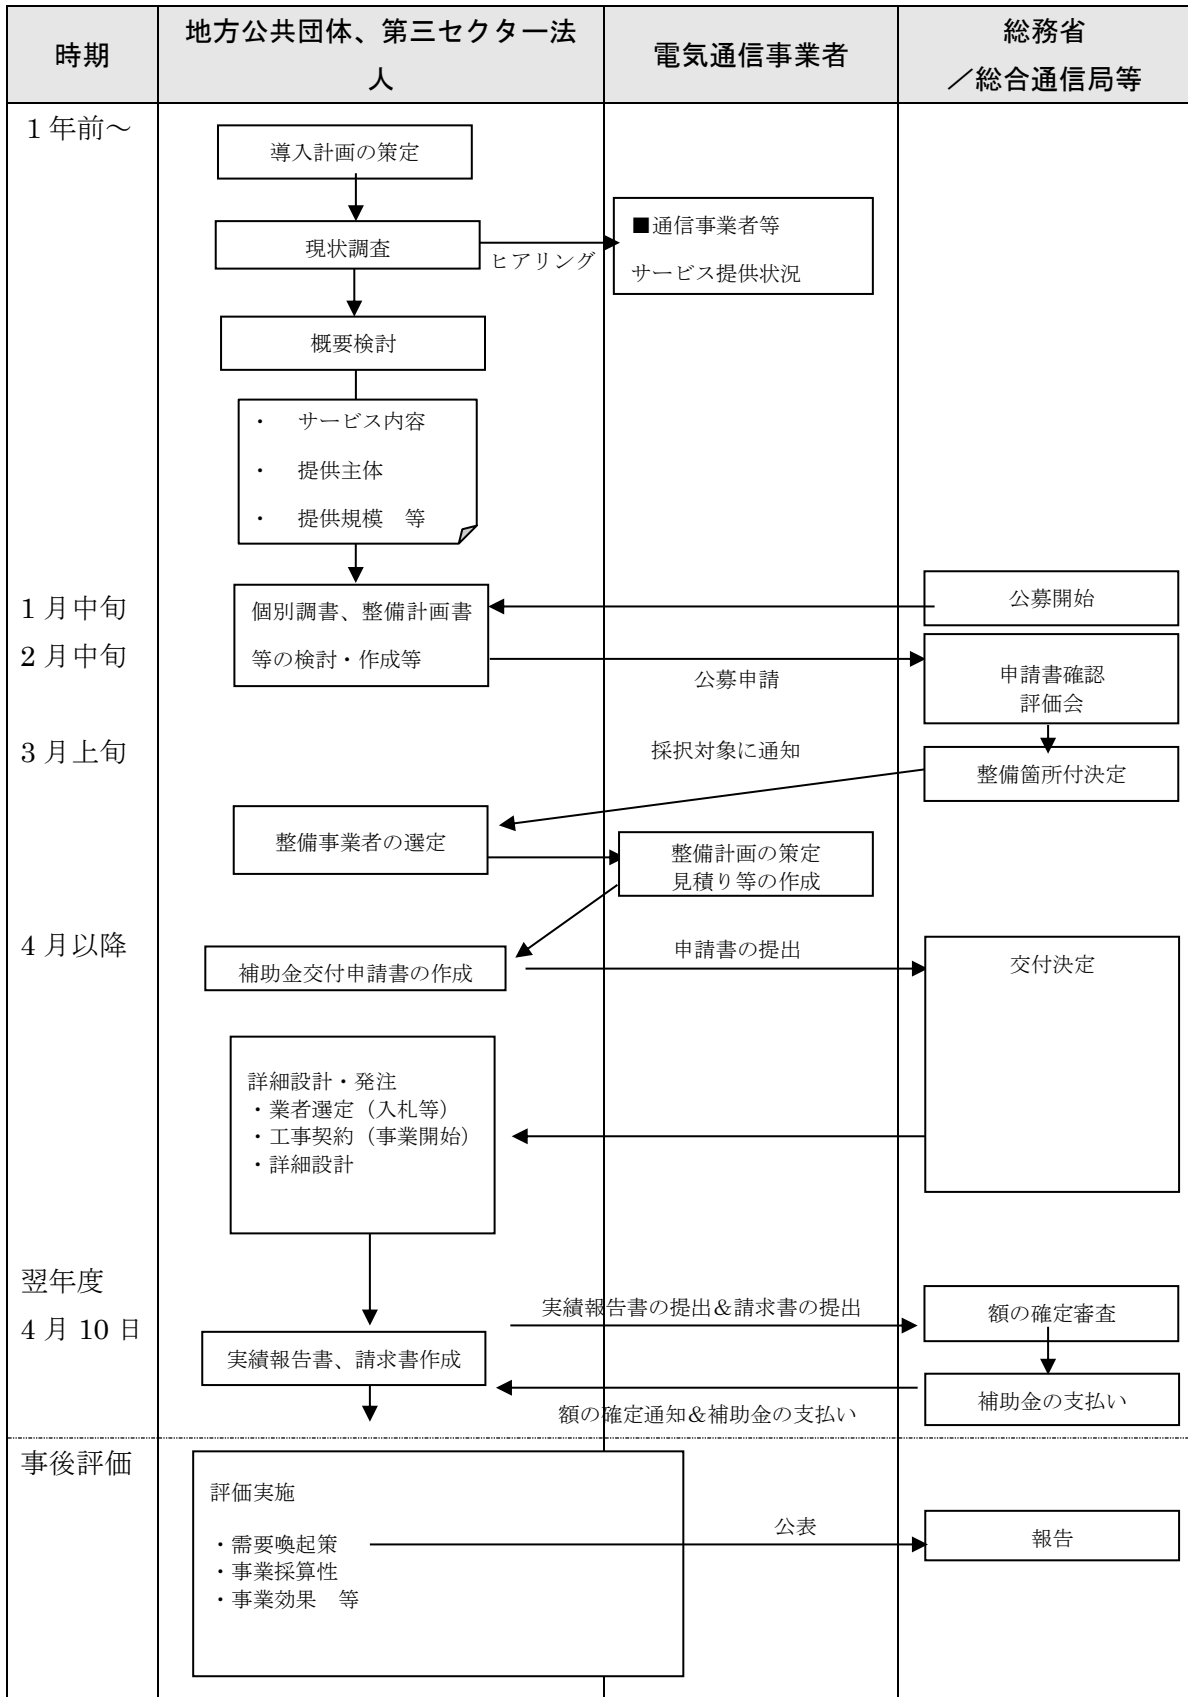 時期
地方公共団体、第三セクター法
人
電気通信事業者
総務省
／総合通信局等
1 年前～
導入計画の策定
現状調査
ヒアリング
■通信事業者等
サービス提供状況
概要検討
・　サービス内容
・　提供主体
・　提供規模　等
1 月中旬
2 月中旬
個別調書、整備計画書
等の検討・作成等
公募開始
公募申請
申請書確認
評価会
3 月上旬
採択対象に通知
整備箇所付決定
整備事業者の選定
整備計画の策定
見積り等の作成
4 月以降
補助金交付申請書の作成
申請書の提出
交付決定
詳細設計・発注
・業者選定（入札等）
・工事契約（事業開始）
・詳細設計
翌年度
4 月 10 日
実績報告書の提出＆請求書の提出
額の確定審査
実績報告書、請求書作成
額の確定通知＆補助金の支払い
補助金の支払い
事後評価
評価実施
・需要喚起策
・事業採算性
・事業効果　等
公表
報告